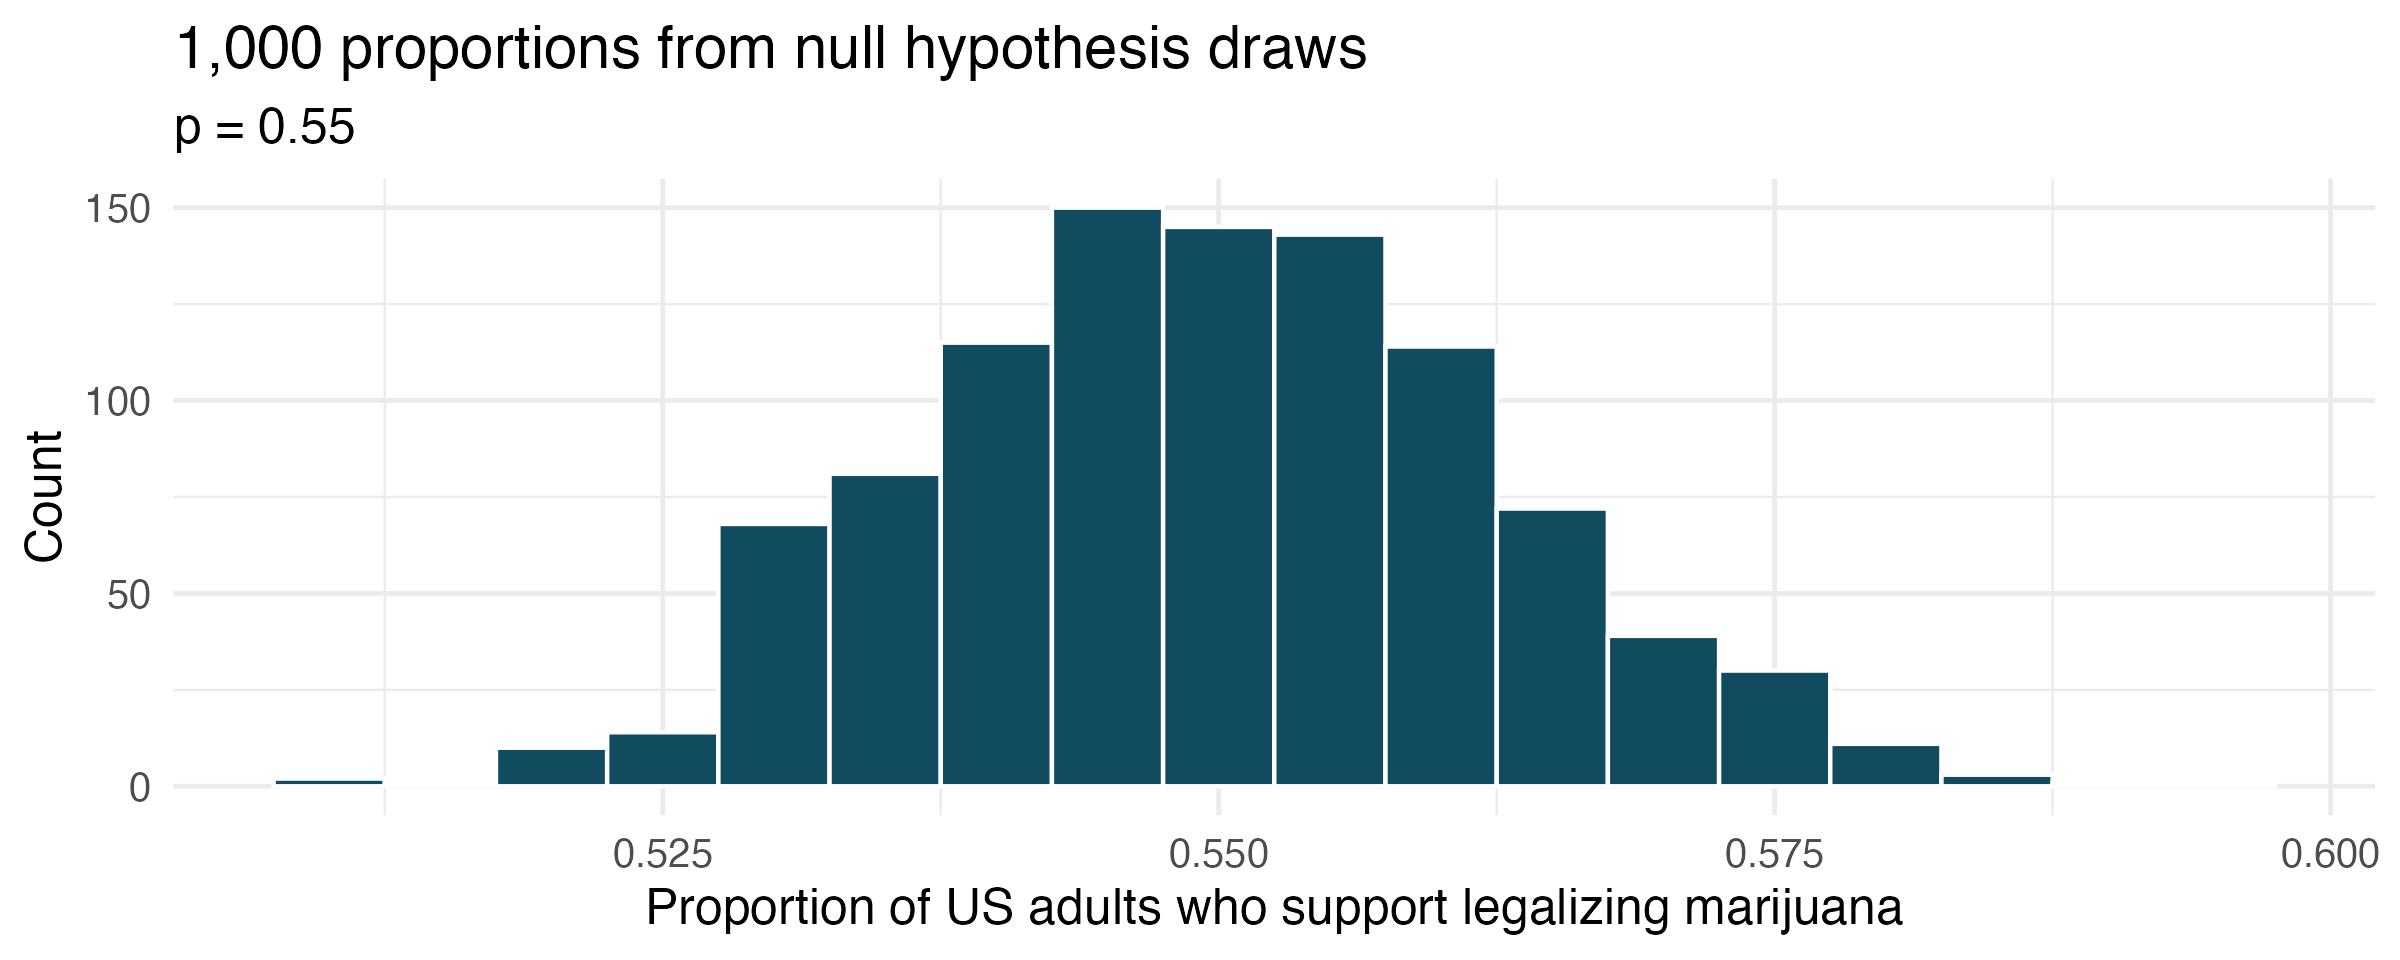 1,000 proportions from null hypothesis draws
p = 0.55
150
100
50
0
Count
0.525 0.550 0.575 0.600
Proportion of US adults who support legalizing marijuana